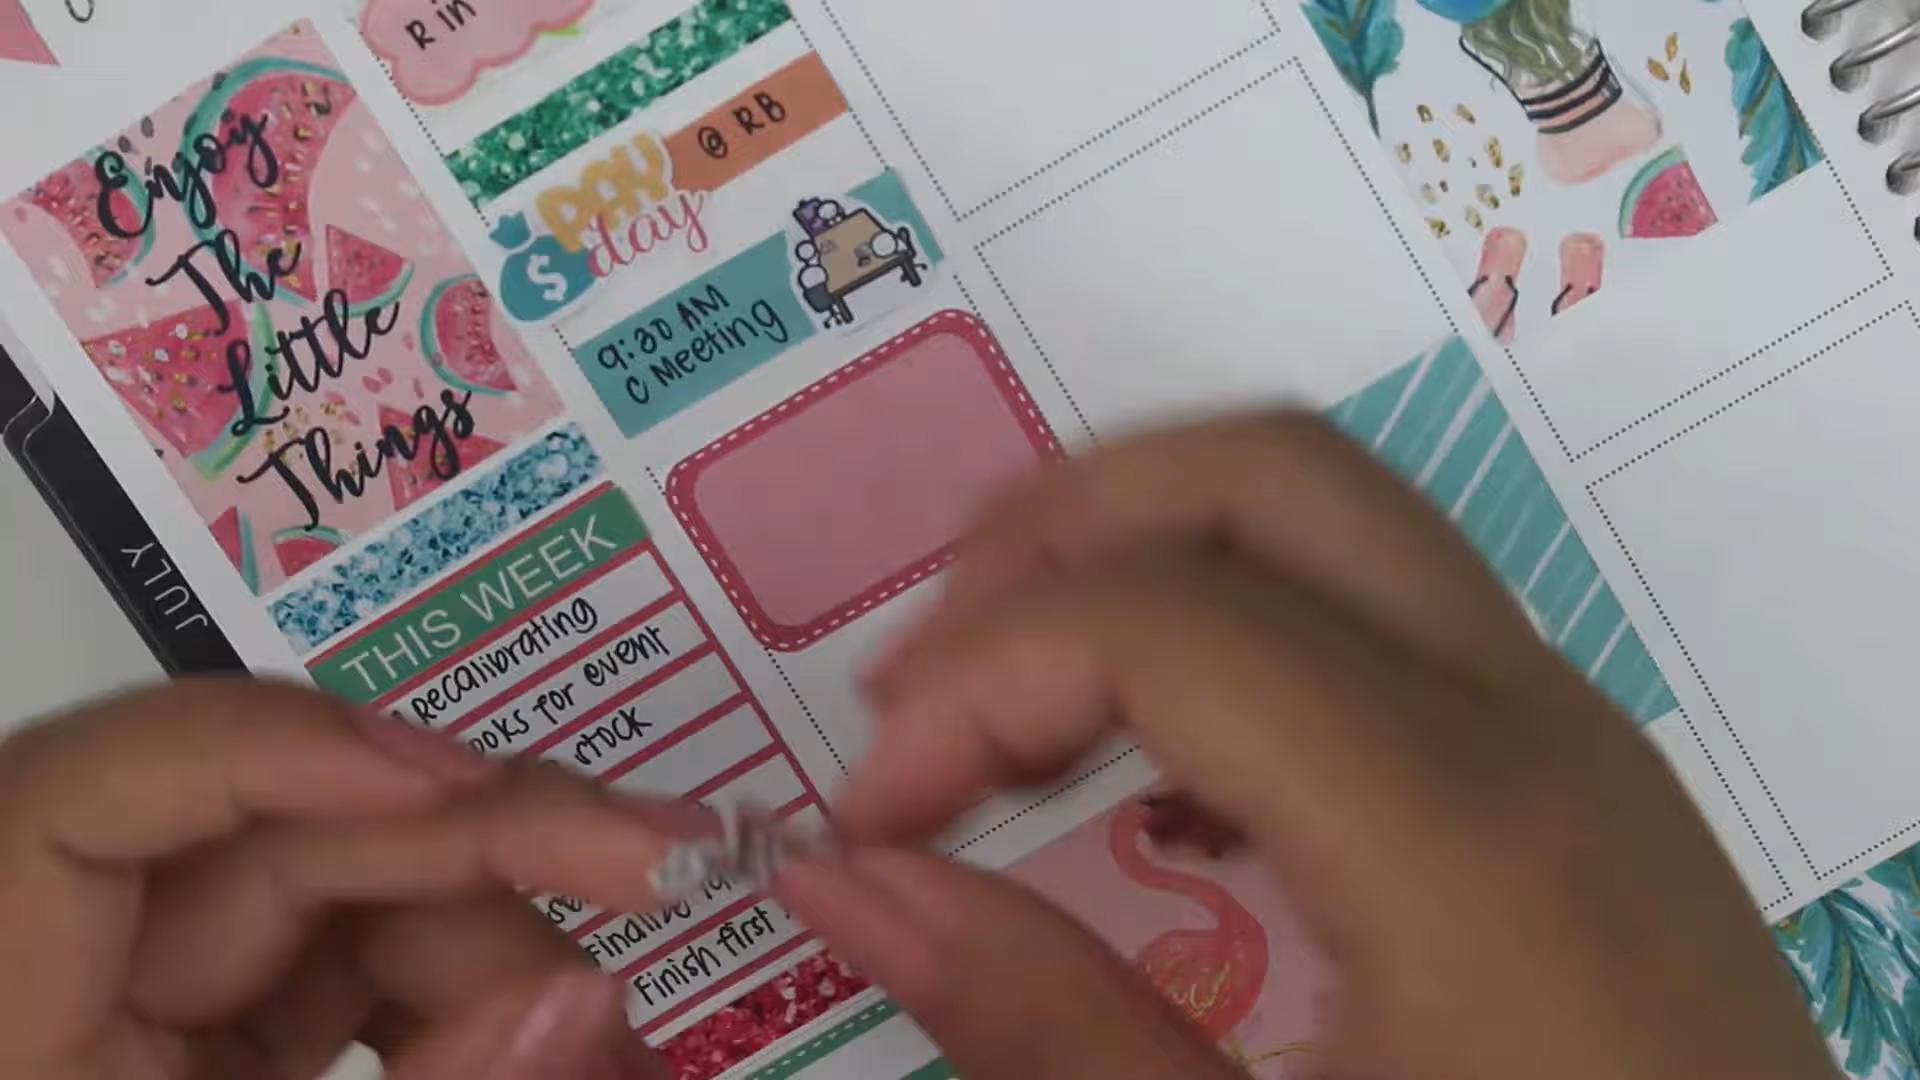 R in
Enjoy
The
Little
Things
@ RB
PAY
day
$
9:30 AM
C Meeting
JULY
THIS WEEK
Recalibrating
for event
stock
Finalize
Finish first